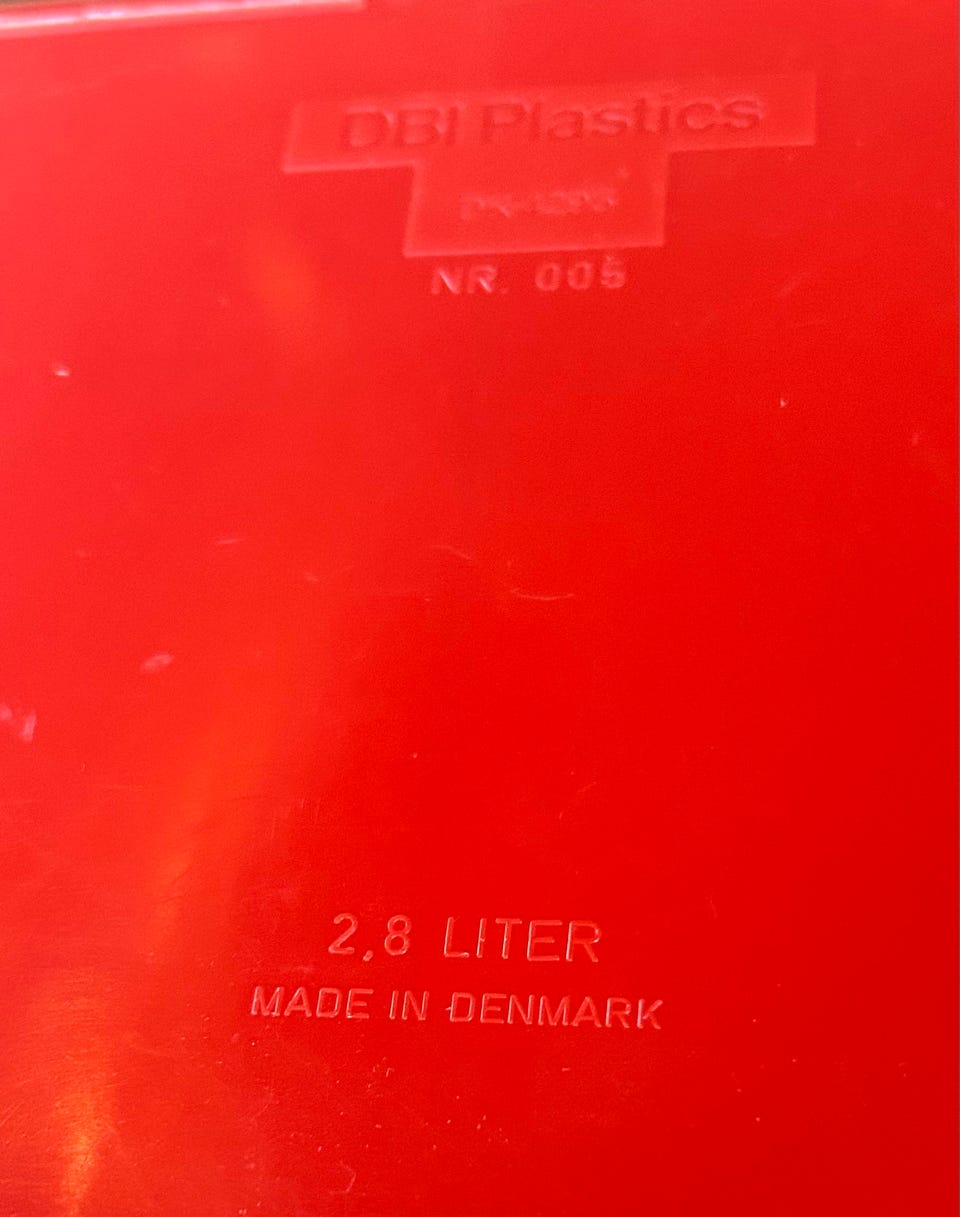 DBI Plastics
NR. 005
2,8 LITER
MADE IN DENMARK